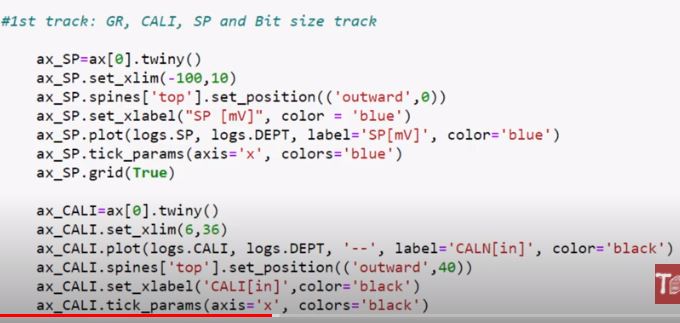 #1st track: GR, CALI, SP and Bit size track
ax_SP=ax[0].twiny()
ax_SP.set_xlim(-100,10)
ax_SP.spines['top'].set_position(('outward',0))
ax_SP.set_xlabel("SP [mV]", color = 'blue')
ax_SP.plot(logs.SP, logs.DEPT, label='SP[mV]', color='blue')
ax_SP.tick_params(axis='x', colors='blue')
ax_SP.grid(True)
ax_CALI=ax[0].twiny()
ax_CALI.set_xlim(6,36)
ax_CALI.plot(logs.CALI, logs.DEPT, '--', label='CALN[in]', color='black')
ax_CALI.spines['top'].set_position(('outward',40))
ax_CALI.set_xlabel('CALI[in]',color='black')
ax_CALI.tick_params(axis='x', colors='black')